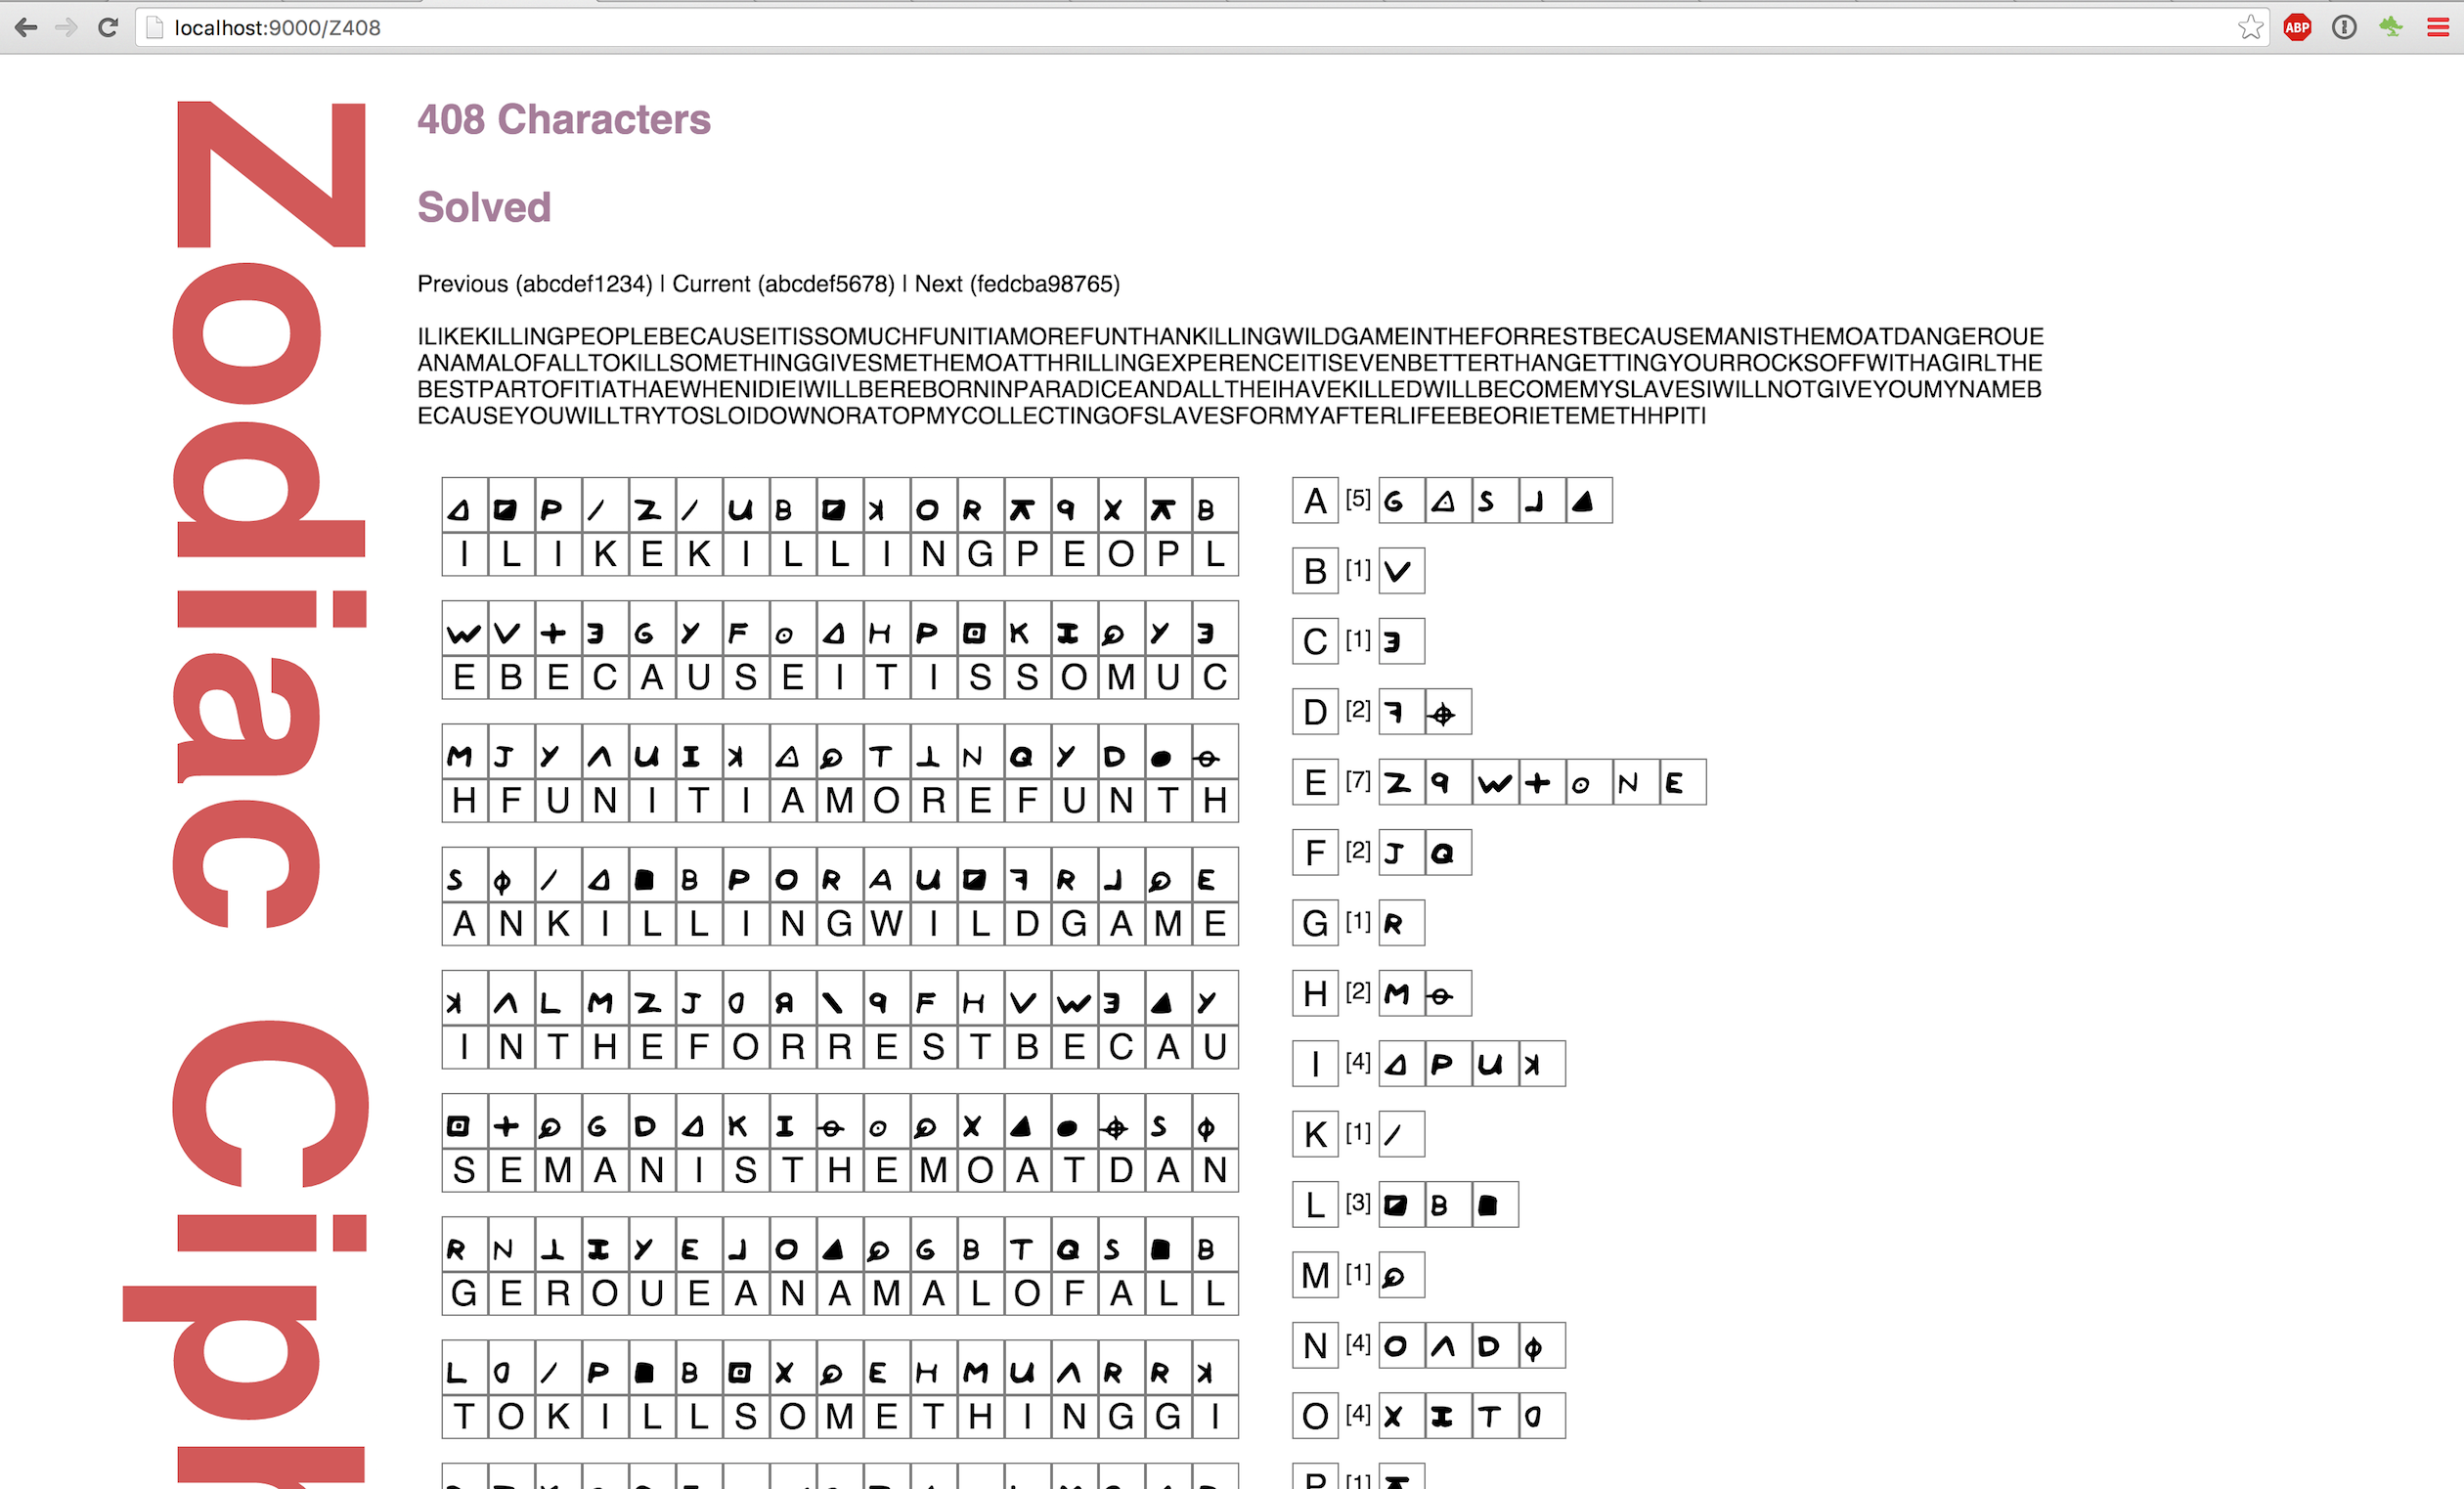 localhost:9000/Z408
ABP
Zodiac Ciph
408 Characters
Solved
Previous (abcdef1234) | Current (abcdef5678) | Next (fedcba98765)
ILIKEKILLINGPEOPLEBECAUSEITISSOMUCHFUNITIAMOREFUNTHANKILLINGWILDGAMEINTHEFORRESTBECAUSEMANISTHEMOATDANGEROUE
ANAMALOFALLTOKILLSOMETHINGGIVESMETHEMOATTHRILLINGEXPERENCEITISEVENBETTERTHANGETTINGYOURROCKSOFFWITHAGIRLTHE
BESTPARTOFITIATHAEWHENIDIEIWILLBEREBORNINPARADICEANDALLTHEIHAVEKILLEDWILLBECOMEMYSLAVESIWILLNOTGIVEYOUMYNAMEB
ECAUSEYOUWILLTRYTOSLOIDOWNORATOPMYCOLLECTINGOFSLAVESFORMYAFTERLIFEEBEORIETEMETHHPITI
I L I K E K I L L I N G P E O P L
E B E C A U S E I T I S S O M U C
H F U N I T I A M O R E F U N T H
A N K I L L I N G W I L D G A M E
I N T H E F O R R E S T B E C A U
S E M A N I S T H E M O A T D A N
G E R O U E A N A M A L O F A L L
T O K I L L S O M E T H I N G G I
A [5]
B [1]
C [1]
D [2]
E [7]
F [2]
G [1]
H [2]
I [4]
K [1]
L [3]
M [1]
N [4]
O [4]
P [1]